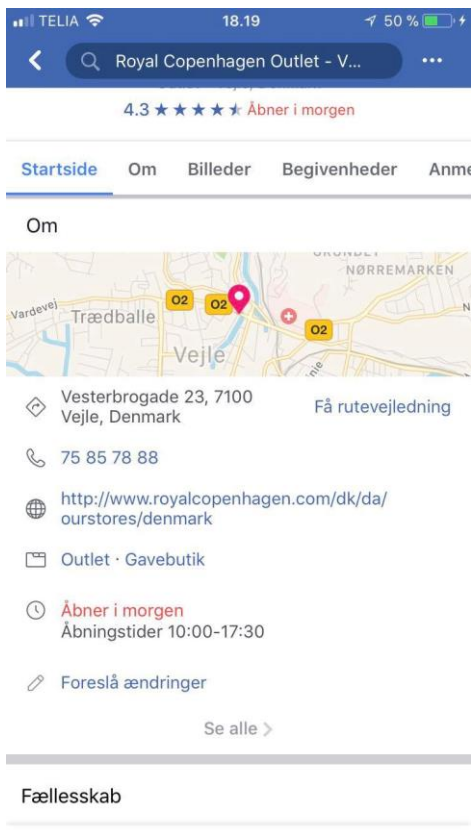 TELIA 18.19 50 %
Royal Copenhagen Outlet - V...
4.3 ★ ★ ★ ★ ★ Åbner i morgen
Startside Om Billeder Begivenheder Anme
Om
NØRREMARKEN
Vardevej Trædballe O2 O2
O2
Vejle
Vesterbrogade 23, 7100
Vejle, Denmark
Få rutevejledning
75 85 78 88
http://www.royalcopenhagen.com/dk/da/
ourstores/denmark
Outlet · Gavebutik
Åbner i morgen
Åbningstider 10:00-17:30
Foreslå ændringer
Se alle >
Fællesskab